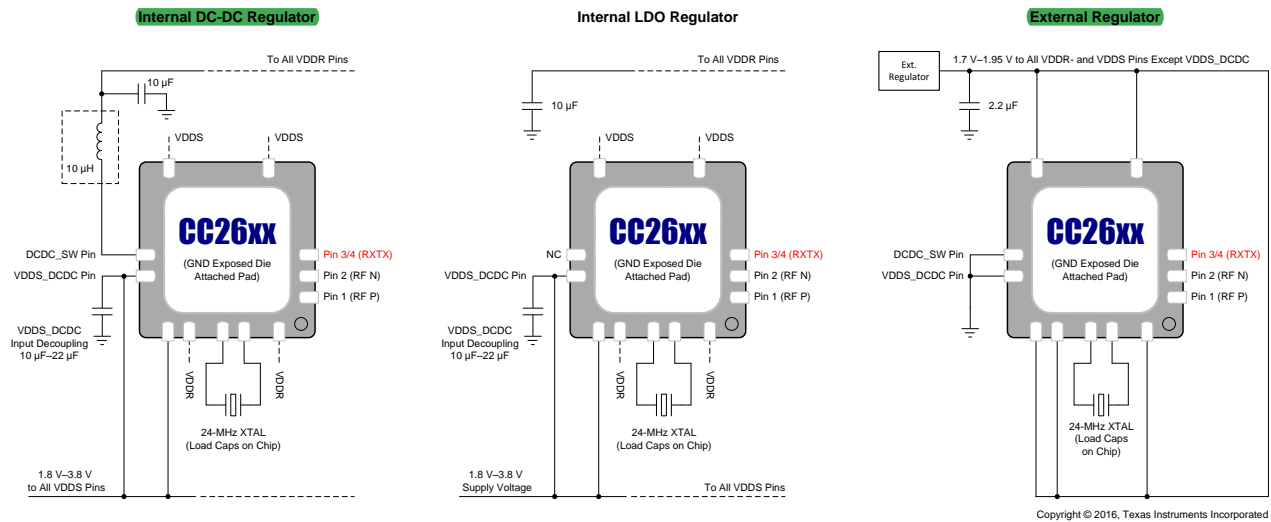 Internal DC-DC Regulator
To All VDDR Pins
10 µF
10 µH
VDDS
VDDS
CC26xx
(GND Exposed Die
Attached Pad)
DCDC_SW Pin
VDDS_DCDC Pin
Pin 3/4 (RXTX)
Pin 2 (RF N)
Pin 1 (RF P)
VDDS_DCDC
Input Decoupling
10 µF–22 µF
VDDR
VDDR
24-MHz XTAL
(Load Caps on Chip)
1.8 V–3.8 V
to All VDDS Pins
Internal LDO Regulator
To All VDDR Pins
10 µF
VDDS
VDDS
CC26xx
(GND Exposed Die
Attached Pad)
NC
VDDS_DCDC Pin
Pin 3/4 (RXTX)
Pin 2 (RF N)
Pin 1 (RF P)
VDDS_DCDC
Input Decoupling
10 µF–22 µF
VDDR
VDDR
24-MHz XTAL
(Load Caps on Chip)
1.8 V–3.8 V
Supply Voltage
To All VDDS Pins
External Regulator
Ext.
Regulator
1.7 V–1.95 V to All VDDR- and VDDS Pins Except VDDS_DCDC
2.2 µF
CC26xx
(GND Exposed Die
Attached Pad)
DCDC_SW Pin
VDDS_DCDC Pin
Pin 3/4 (RXTX)
Pin 2 (RF N)
Pin 1 (RF P)
24-MHz XTAL
(Load Caps
on Chip)
Copyright © 2016, Texas Instruments Incorporated